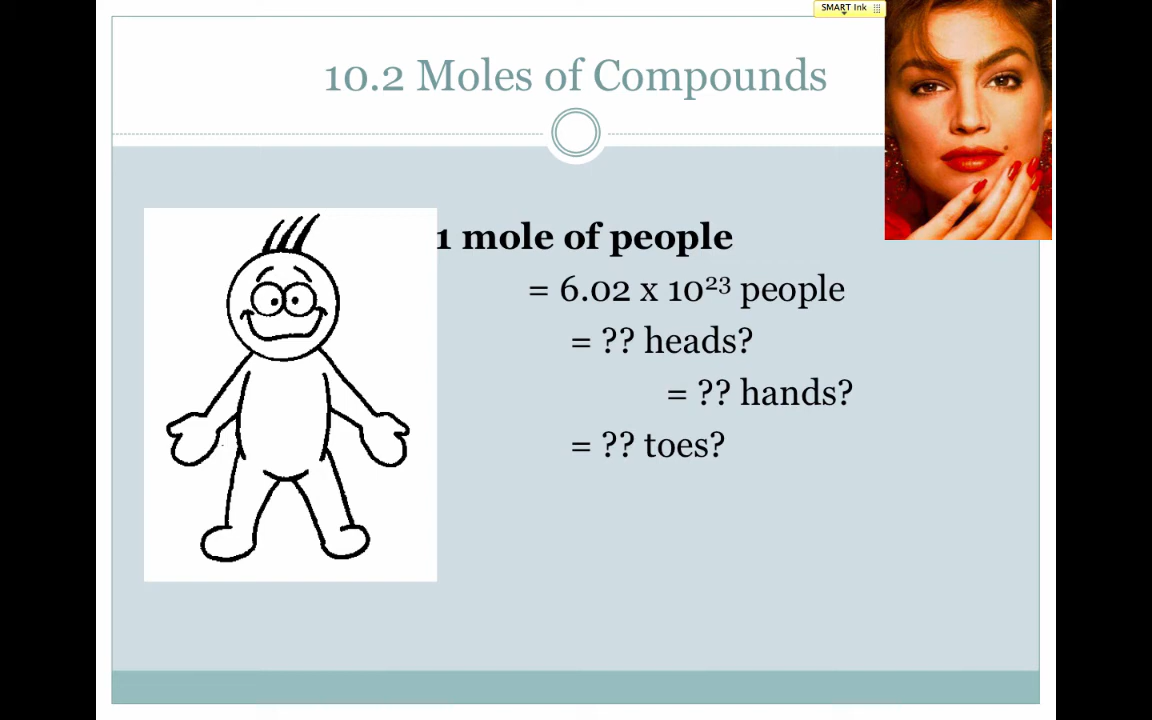 SMART Ink
10.2 Moles of Compounds
1 mole of people
= 6.02 x 10²³ people
= ?? heads?
= ?? hands?
= ?? toes?